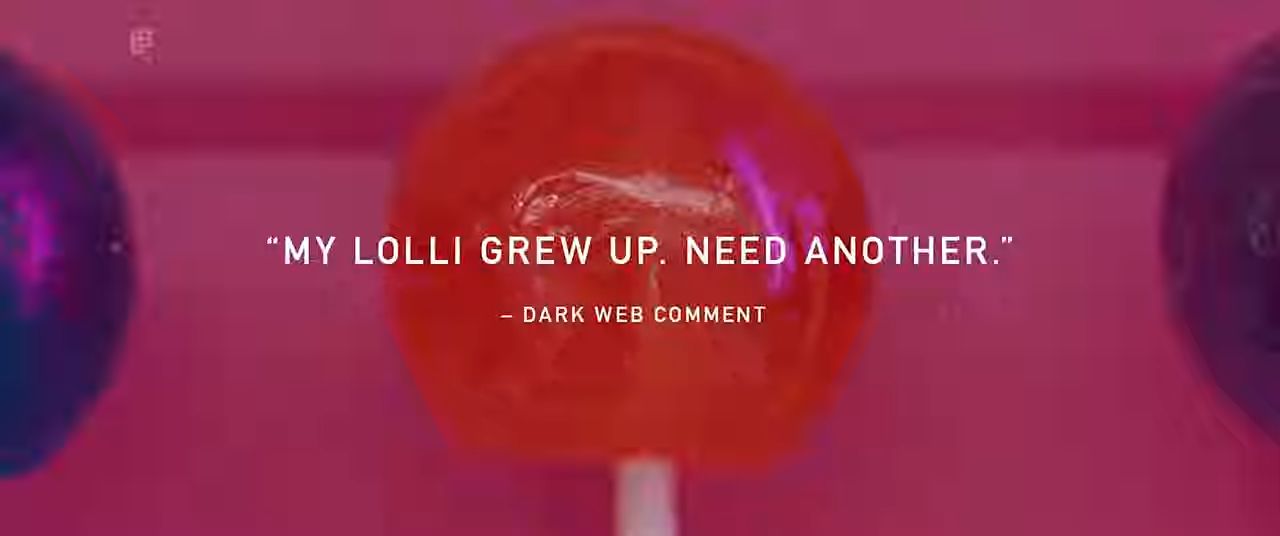 “MY LOLLI GREW UP. NEED ANOTHER.”
– DARK WEB COMMENT